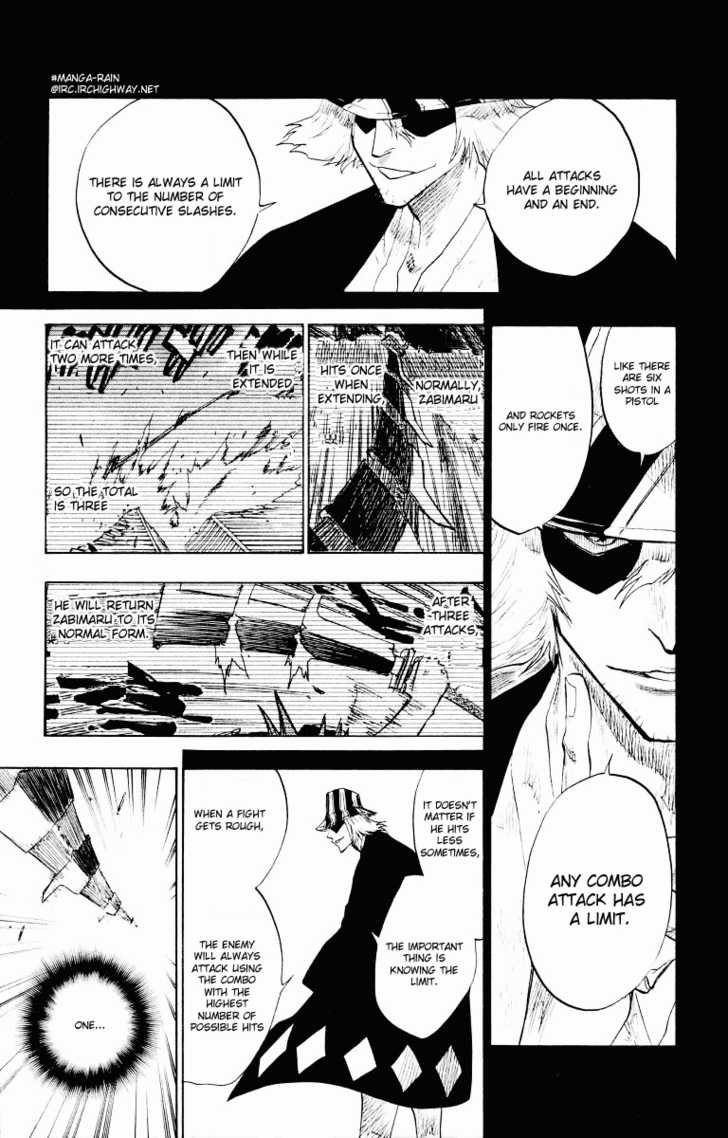 #MANGA-RAIN
@IRC.IRCHIGHWAY.NET
ALL ATTACKS
HAVE A BEGINNING
AND AN END.
THERE IS ALWAYS A LIMIT
TO THE NUMBER OF
CONSECUTIVE SLASHES.
LIKE THERE
ARE SIX
SHOTS IN A
PISTOL
AND ROCKETS
ONLY FIRE ONCE.
ANY COMBO
ATTACK HAS
A LIMIT.
NORMALLY,
ZABIMARU
HITS ONCE
WHEN
EXTENDING,
THEN WHILE
IT IS
EXTENDED
IT CAN ATTACK
TWO MORE TIMES,
SO THE TOTAL
IS THREE
AFTER
THREE
ATTACKS,
HE WILL RETURN
ZABIMARU TO ITS
NORMAL FORM.
IT DOESN'T
MATTER IF
HE HITS
LESS
SOMETIMES,
THE IMPORTANT
THING IS
KNOWING THE
LIMIT.
WHEN A FIGHT
GETS ROUGH,
THE ENEMY
WILL ALWAYS
ATTACK USING
THE COMBO
WITH THE
HIGHEST
NUMBER OF
POSSIBLE HITS
ONE...